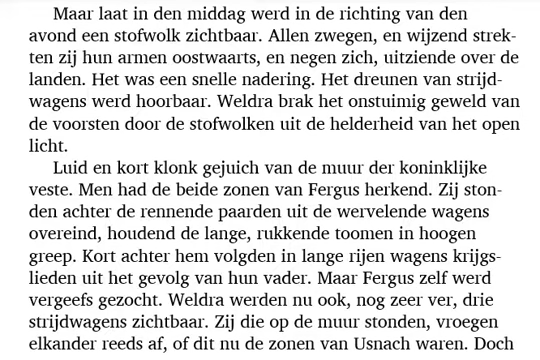 Maar laat in den middag werd in de richting van den
avond een stofwolk zichtbaar. Allen zwegen, en wijzend strek-
ten zij hun armen oostwaarts, en negen zich, uitziende over de
landen. Het was een snelle nadering. Het dreunen van strijd-
wagens werd hoorbaar. Weldra brak het onstuimig geweld van
de voorsten door de stofwolken uit de helderheid van het open
licht.
Luid en kort klonk gejuich van de muur der koninklijke
veste. Men had de beide zonen van Fergus herkend. Zij ston-
den achter de rennende paarden uit de wervelende wagens
overeind, houdend de lange, rukkende toomen in hoogen
greep. Kort achter hem volgden in lange rijen wagens krijgs-
lieden uit het gevolg van hun vader. Maar Fergus zelf werd
vergeefs gezocht. Weldra werden nu ook, nog zeer ver, drie
strijdwagens zichtbaar. Zij die op de muur stonden, vroegen
elkander reeds af, of dit nu de zonen van Usnach waren. Doch